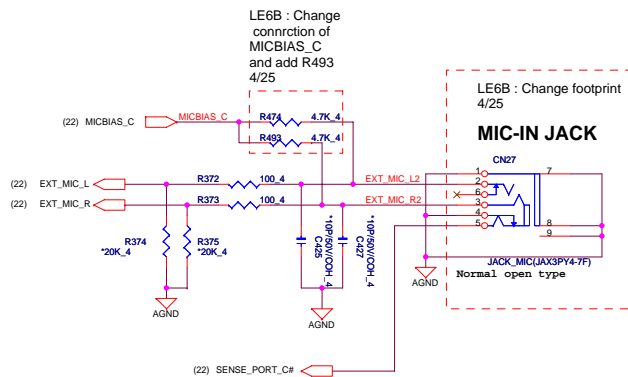 LE6B : Change
connrction of
MICBIAS_C
and add R493
4/25
LE6B : Change footprint
4/25
MIC-IN JACK
(22) MICBIAS_C
MICBIAS_C
R474 4.7K_4
R493 4.7K_4
CN27
(22) EXT_MIC_L
R372 100_4
EXT_MIC_L2
(22) EXT_MIC_R
R373 100_4
EXT_MIC_R2
1
2
6
3
4
5
7
8
9
R374
*20K_4
R375
*20K_4
*10P/50V/COH_4
C425
*10P/50V/COH_4
C427
JACK_MIC(JAX3PY4-7F)
Normal open type
AGND
AGND
AGND
(22) SENSE_PORT_C#